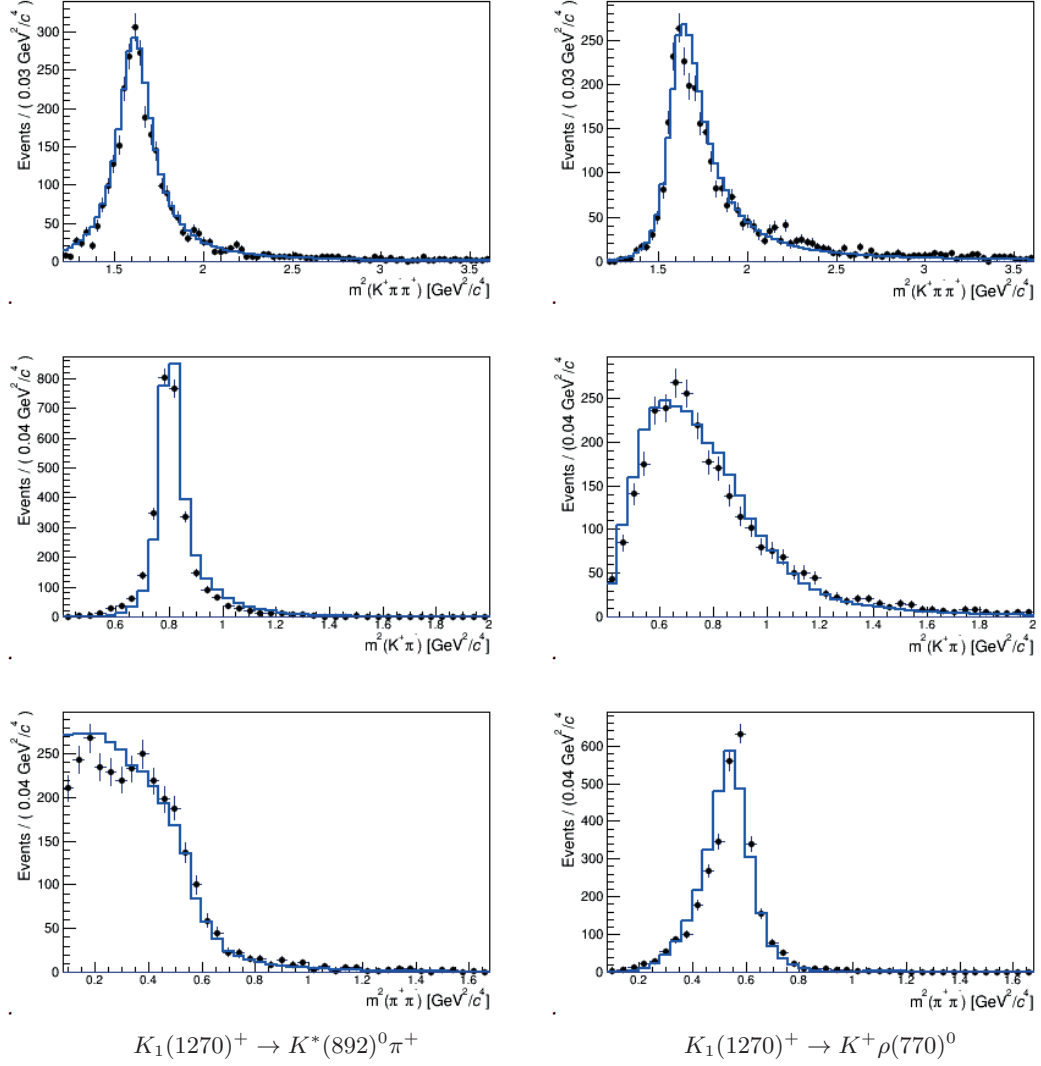 Events / ( 0.03 GeV²/c⁴ )
300
250
200
150
100
50
0
1.5 2 2.5 3 3.5
m²(K⁺π⁻π⁺) [GeV²/c⁴]
.
Events / ( 0.03 GeV²/c⁴ )
250
200
150
100
50
0
1.5 2 2.5 3 3.5
m²(K⁺π⁻π⁺) [GeV²/c⁴]
.
Events / ( 0.04 GeV²/c⁴ )
800
700
600
500
400
300
200
100
0
0.6 0.8 1 1.2 1.4 1.6 1.8 2
m²(K⁺π⁻) [GeV²/c⁴]
.
Events / (0.04 GeV²/c⁴ )
250
200
150
100
50
0
0.6 0.8 1 1.2 1.4 1.6 1.8 2
m²(K⁺π⁻) [GeV²/c⁴]
.
Events / ( 0.04 GeV²/c⁴ )
250
200
150
100
50
0
0.2 0.4 0.6 0.8 1 1.2 1.4 1.6
m²(π⁺π⁻) [GeV²/c⁴]
.
Events / (0.04 GeV²/c⁴ )
600
500
400
300
200
100
0
0.2 0.4 0.6 0.8 1 1.2 1.4 1.6
m²(π⁺π⁻) [GeV²/c⁴]
.
K₁(1270)⁺ → K*(892)⁰π⁺
K₁(1270)⁺ → K⁺ρ(770)⁰